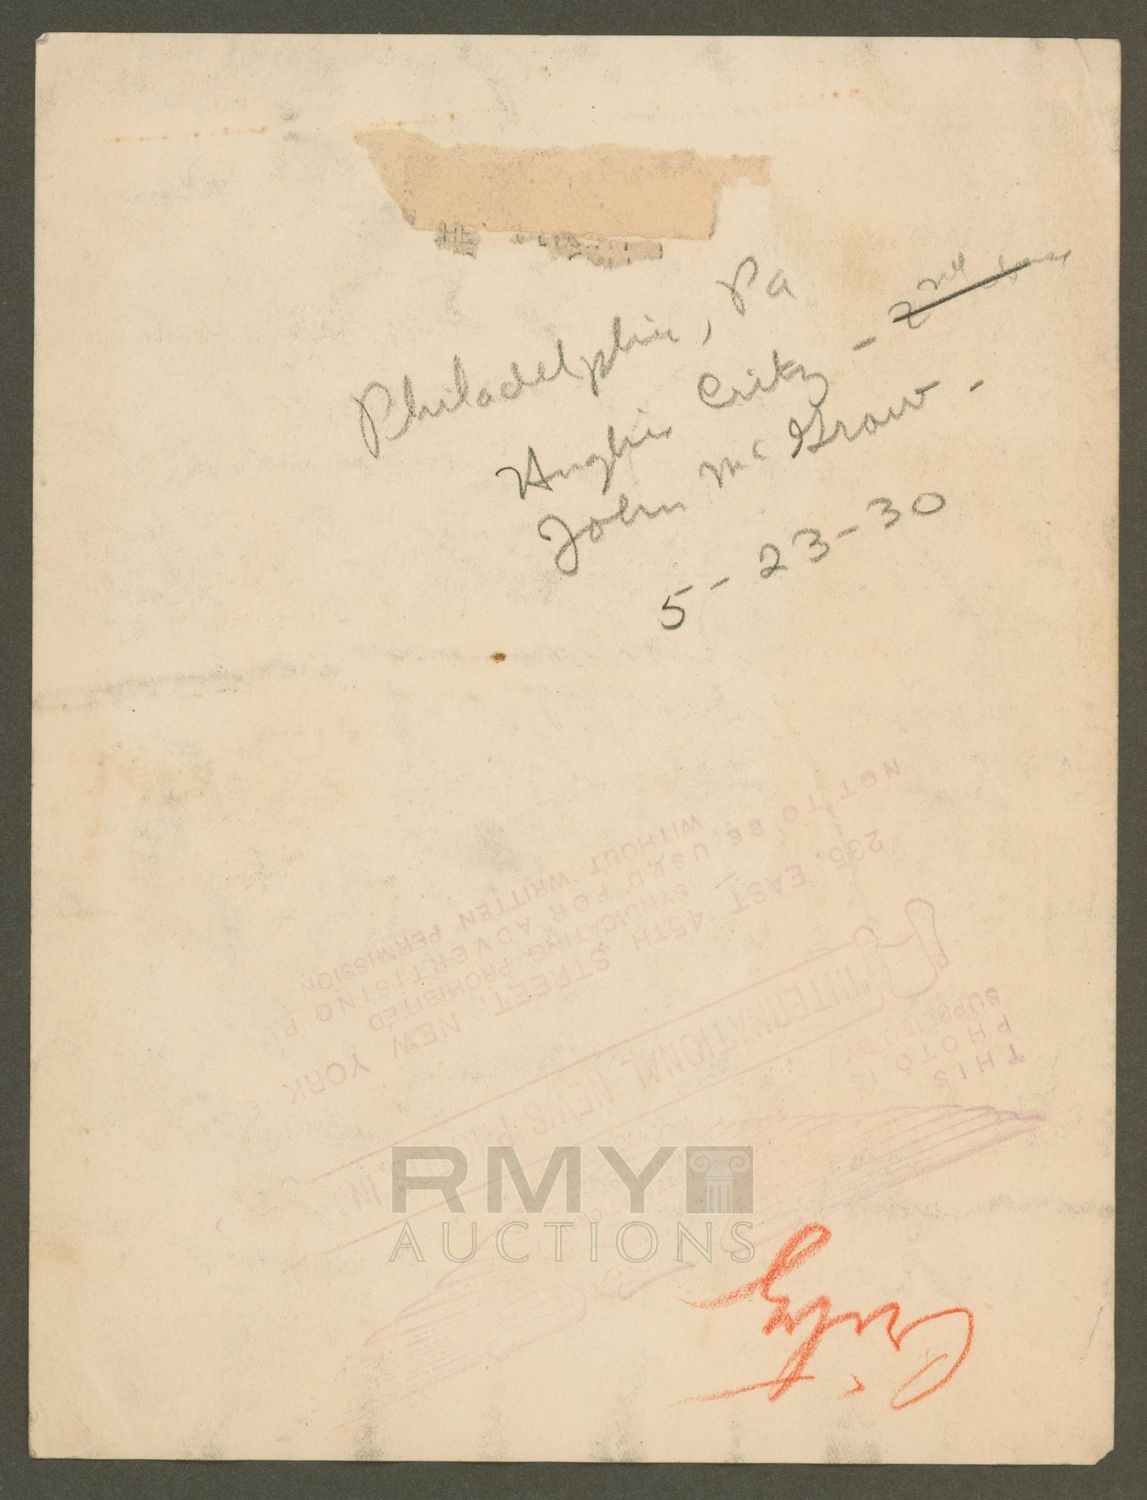 Philadelphia, Pa
Hughie Critz - 2nd
John McGraw -
5-23-30
THIS
PHOTO IS
SUPPLIED BY
INTERNATIONAL NEWS
235 EAST 45TH STREET, NEW YORK
NOT TO BE USED FOR ADVERTISING
SYNDICATING PROHIBITED
WITHOUT WRITTEN PERMISSION
RMY
AUCTIONS
Critz